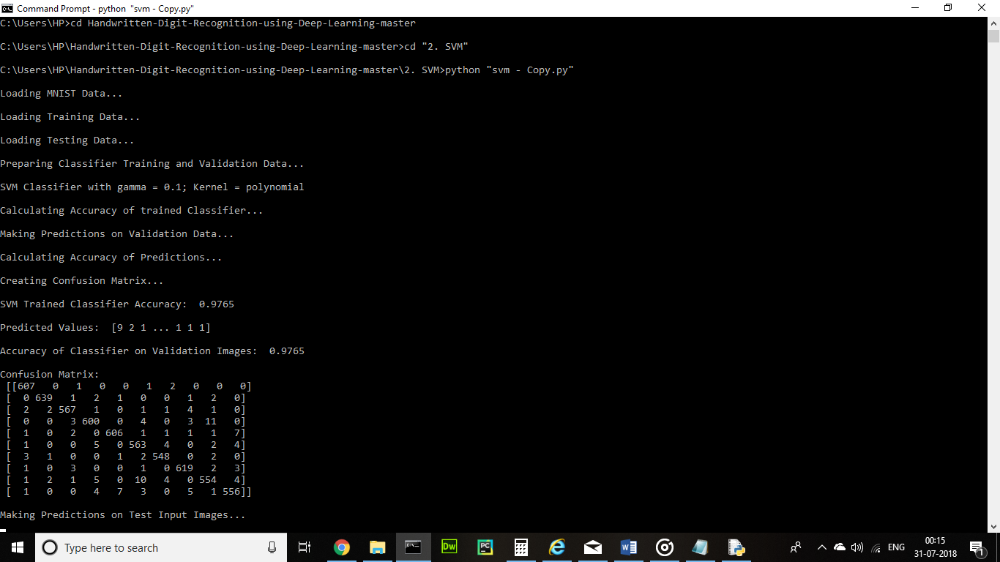 Command Prompt - python "svm - Copy.py"
C:\Users\HP>cd Handwritten-Digit-Recognition-using-Deep-Learning-master
C:\Users\HP\Handwritten-Digit-Recognition-using-Deep-Learning-master>cd "2. SVM"
C:\Users\HP\Handwritten-Digit-Recognition-using-Deep-Learning-master\2. SVM>python "svm - Copy.py"
Loading MNIST Data...
Loading Training Data...
Loading Testing Data...
Preparing Classifier Training and Validation Data...
SVM Classifier with gamma = 0.1; Kernel = polynomial
Calculating Accuracy of trained Classifier...
Making Predictions on Validation Data...
Calculating Accuracy of Predictions...
Creating Confusion Matrix...
SVM Trained Classifier Accuracy:  0.9765
Predicted Values:  [9 2 1 ... 1 1 1]
Accuracy of Classifier on Validation Images:  0.9765
Confusion Matrix:
 [[607   0   1   0   0   1   2   0   0   0]
 [  0 639   1   2   1   0   0   1   2   0]
 [  2   2 567   1   0   1   1   4   1   0]
 [  0   0   3 600   0   4   0   3  11   0]
 [  1   0   2   0 606   1   1   1   1   7]
 [  1   0   0   5   0 563   4   0   2   4]
 [  3   1   0   0   1   2 548   0   2   0]
 [  1   0   3   0   0   1   0 619   2   3]
 [  1   2   1   5   0  10   4   0 554   4]
 [  1   0   0   4   7   3   0   5   1 556]]
Making Predictions on Test Input Images...
Type here to search
Dw
PC
W
ENG
00:15
31-07-2018
1